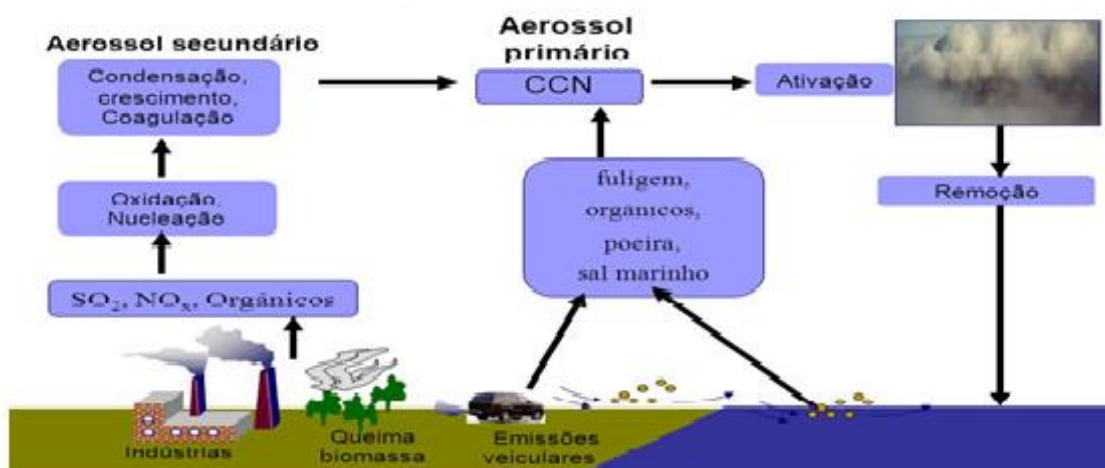 Aerossol secundário
Condensação,
crescimento,
Coagulação
Oxidação,
Nucleação
SO₂, NOₓ, Orgânicos
Aerossol
primário
CCN
fuligem,
orgânicos,
poeira,
sal marinho
Ativação
Remoção
Indústrias
Queima
biomassa
Emissões
veiculares